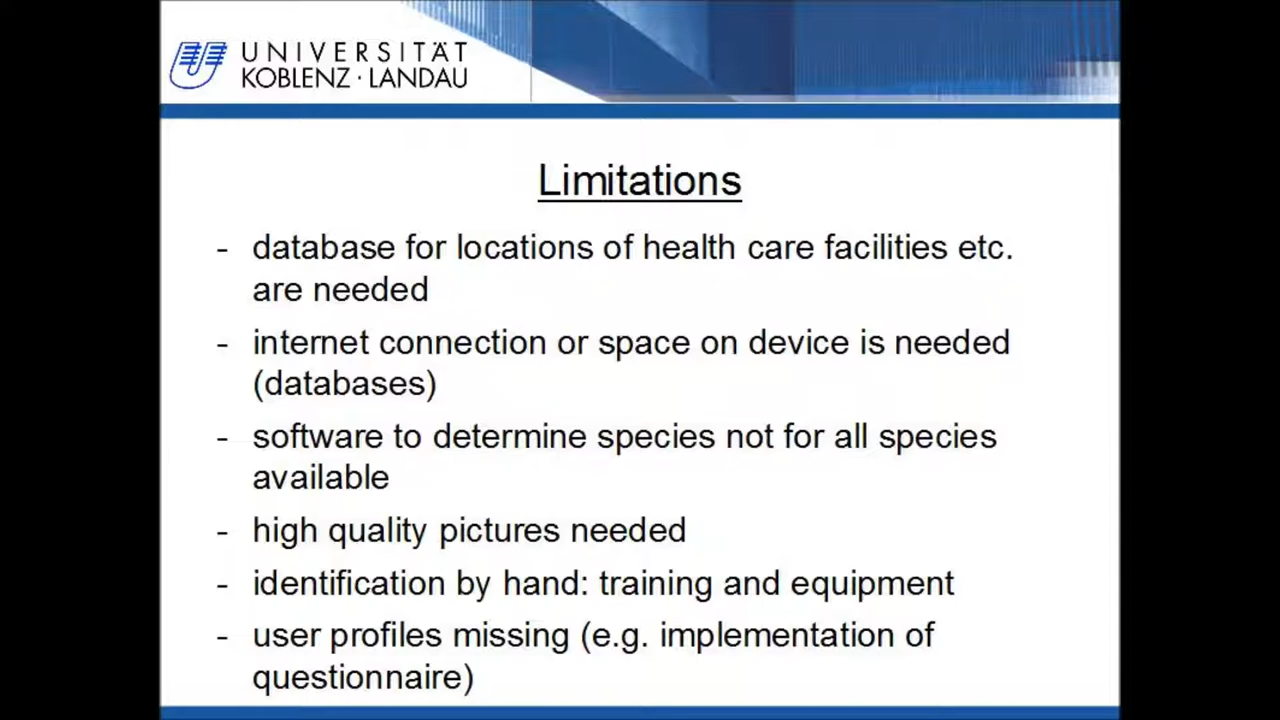 UNIVERSITÄT
KOBLENZ · LANDAU
Limitations
- database for locations of health care facilities etc.
are needed
- internet connection or space on device is needed
(databases)
- software to determine species not for all species
available
- high quality pictures needed
- identification by hand: training and equipment
- user profiles missing (e.g. implementation of
questionnaire)